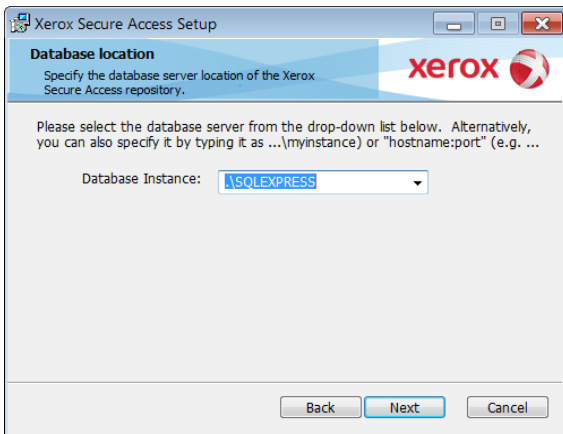 Xerox Secure Access Setup
Database location
Specify the database server location of the Xerox
Secure Access repository.
xerox
Please select the database server from the drop-down list below. Alternatively,
you can also specify it by typing it as ...\myinstance) or "hostname:port" (e.g. ...
Database Instance: .\SQLEXPRESS
Back Next Cancel